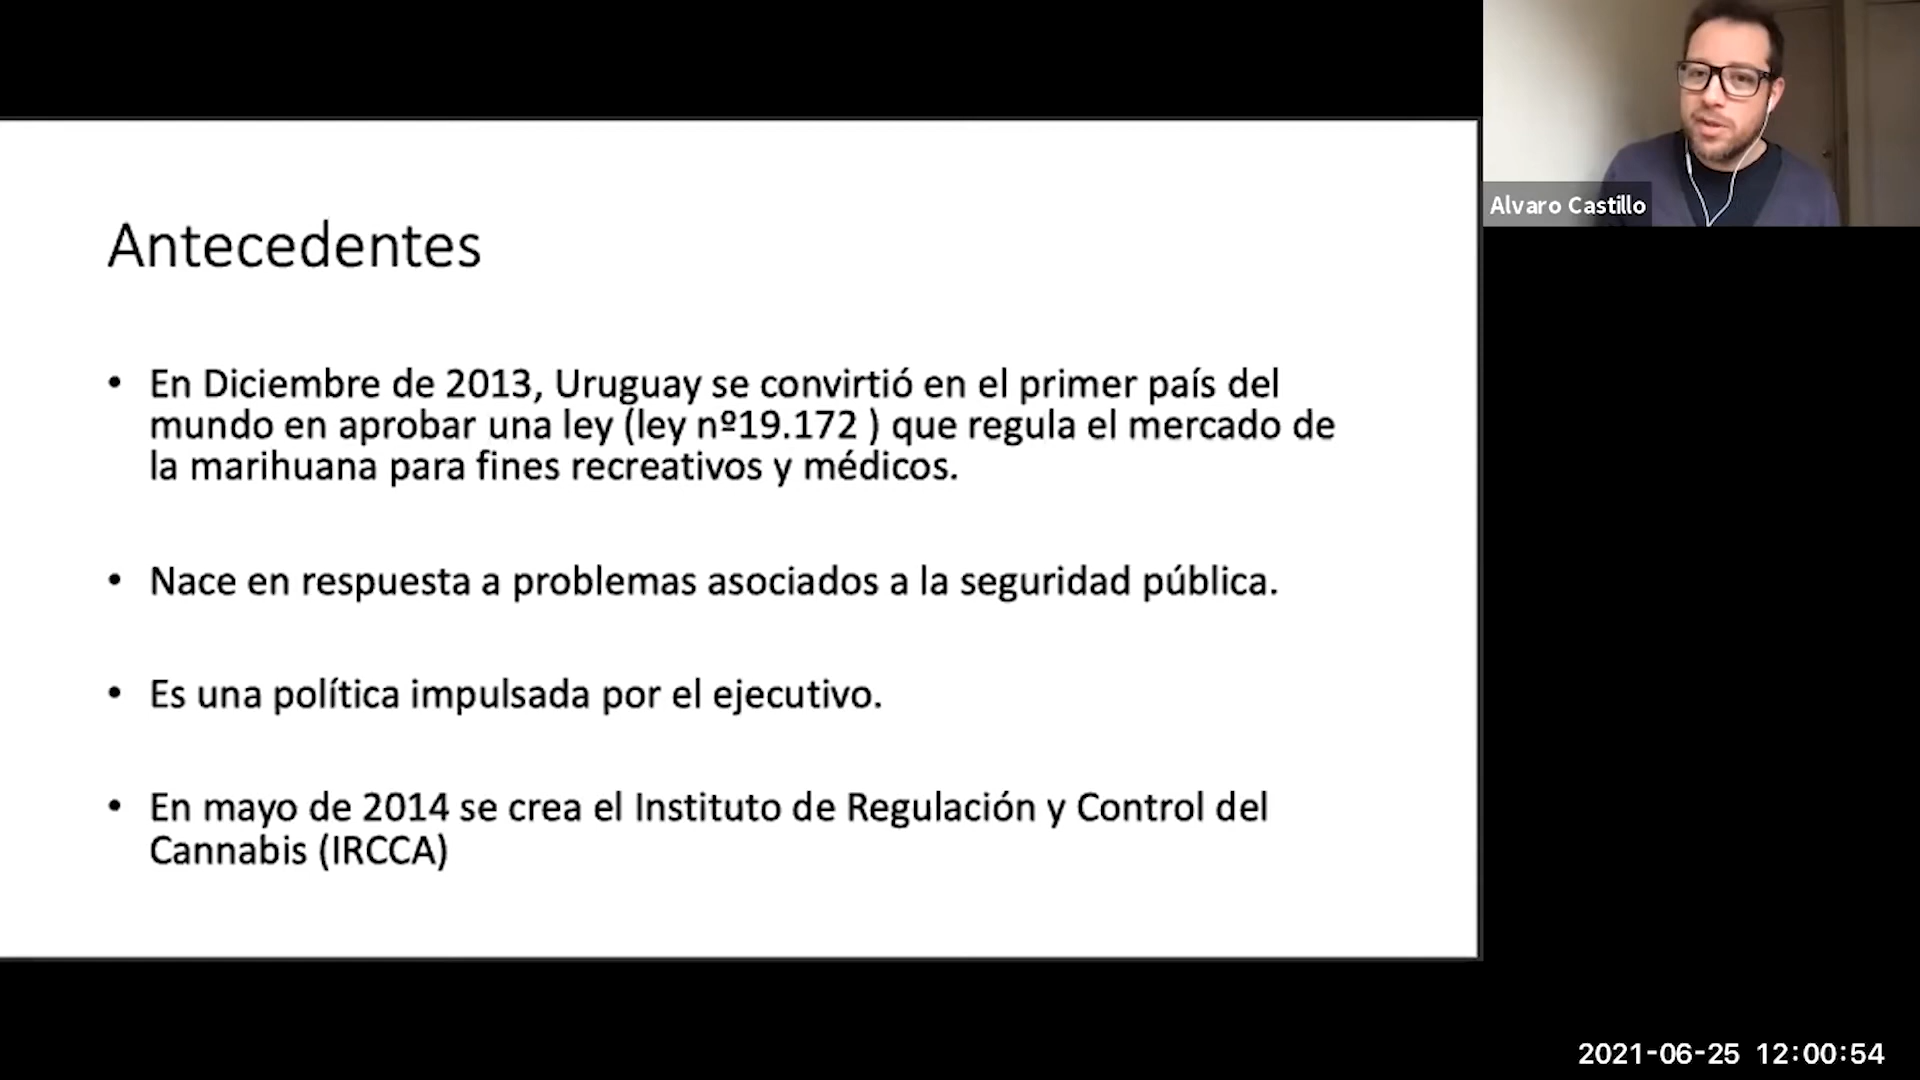 Alvaro Castillo
Antecedentes
• En Diciembre de 2013, Uruguay se convirtió en el primer país del
mundo en aprobar una ley (ley nº19.172 ) que regula el mercado de
la marihuana para fines recreativos y médicos.
• Nace en respuesta a problemas asociados a la seguridad pública.
• Es una política impulsada por el ejecutivo.
• En mayo de 2014 se crea el Instituto de Regulación y Control del
Cannabis (IRCCA)
2021-06-25 12:00:54